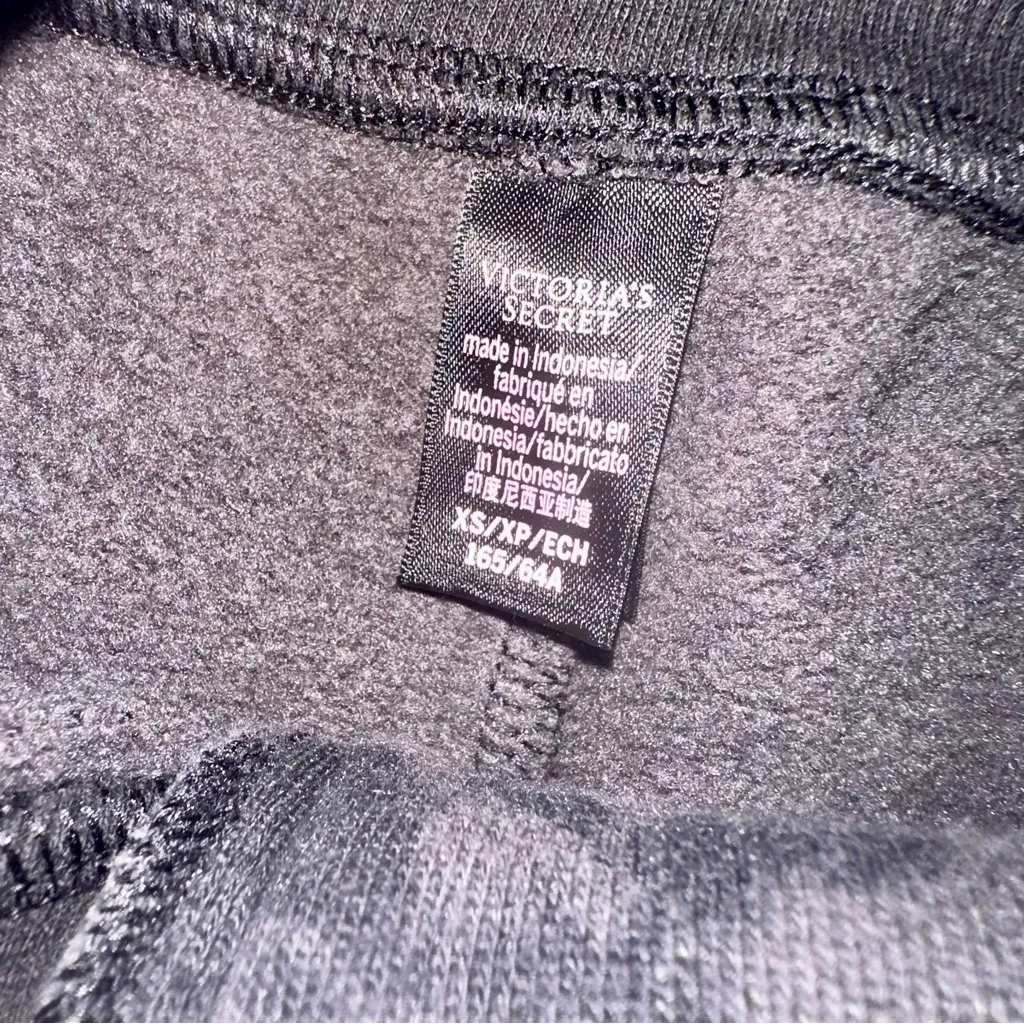 VICTORIA'S
SECRET
made in Indonesia/
fabriqué en
Indonésie/hecho en
Indonesia/fabbricato
in Indonesia/
印度尼西亚制造
XS/XP/ECH
165/64A